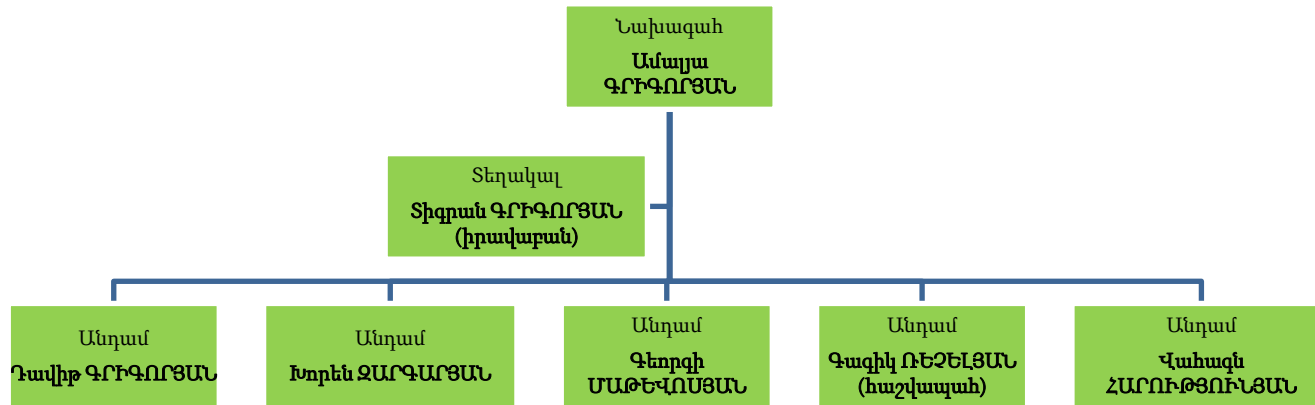 Նախագահ
Ամալյա
ԳՐԻԳՈՐՅԱՆ
Տեղակալ
Տիգրան ԳՐԻԳՈՐՅԱՆ
(իրավաբան)
Անդամ
Դավիթ ԳՐԻԳՈՐՅԱՆ
Անդամ
Խորեն ԶԱՐԳԱՐՅԱՆ
Անդամ
Գեորգի
ՄԱԹԵՎՈՍՅԱՆ
Անդամ
Գագիկ ՌԵՉԵԼՅԱՆ
(հաշվապահ)
Անդամ
Վահագն
ՀԱՐՈՒԹՅՈՒՆՅԱՆ